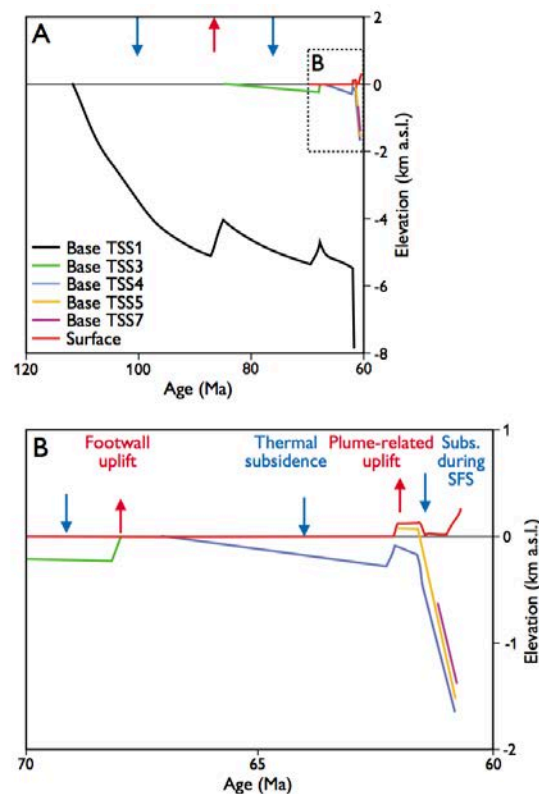 A
B
2
0
-2
-4
-6
-8
Elevation (km a.s.l.)
Base TSS1
Base TSS3
Base TSS4
Base TSS5
Base TSS7
Surface
120
100
80
60
Age (Ma)
B
Footwall
uplift
Thermal
subsidence
Plume-related
uplift
Subs.
during
SFS
1
0
-1
-2
Elevation (km a.s.l.)
70
65
60
Age (Ma)